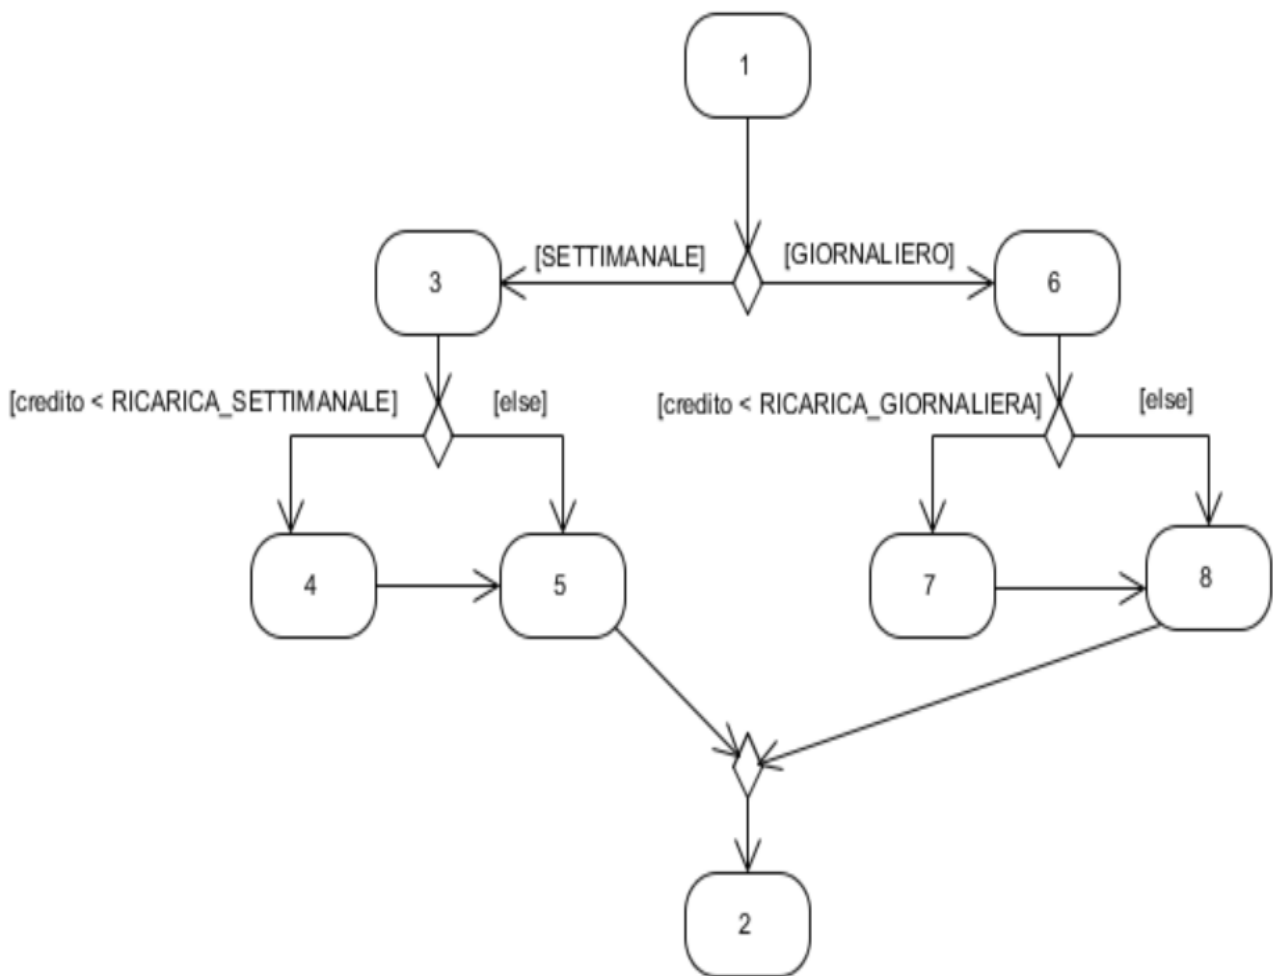 1
[SETTIMANALE] [GIORNALIERO]
3 6
[credito < RICARICA_SETTIMANALE] [else] [credito < RICARICA_GIORNALIERA] [else]
4 5 7 8
2